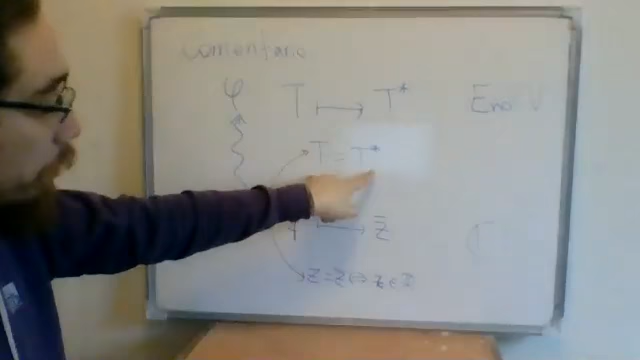 comentario
φ T ↦ T* End V
T = T*
↦ z̄ ℂ
z = z̄ ⇔ z ∈ ℝ